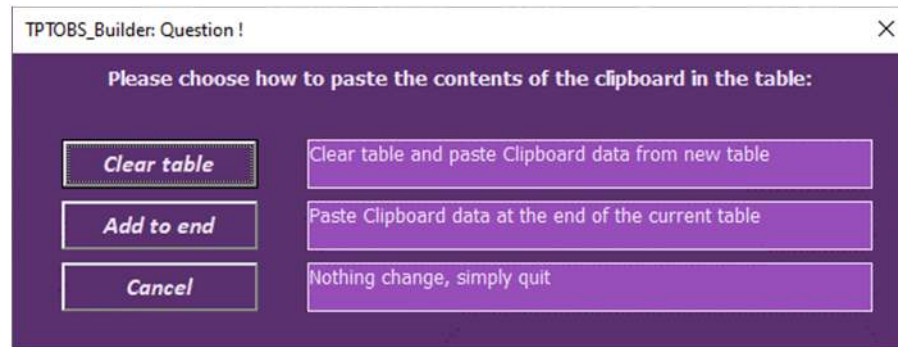 TPTOBS_Builder: Question !
Please choose how to paste the contents of the clipboard in the table:
Clear table
Clear table and paste Clipboard data from new table
Add to end
Paste Clipboard data at the end of the current table
Cancel
Nothing change, simply quit